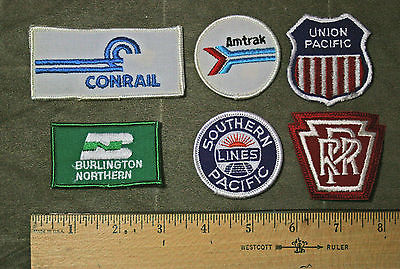 CONRAIL
Amtrak
UNION
PACIFIC
BURLINGTON
NORTHERN
SOUTHERN
LINES
PACIFIC
PRR
1 2 3 4 5 6 7 8
WESTCOTT RULER